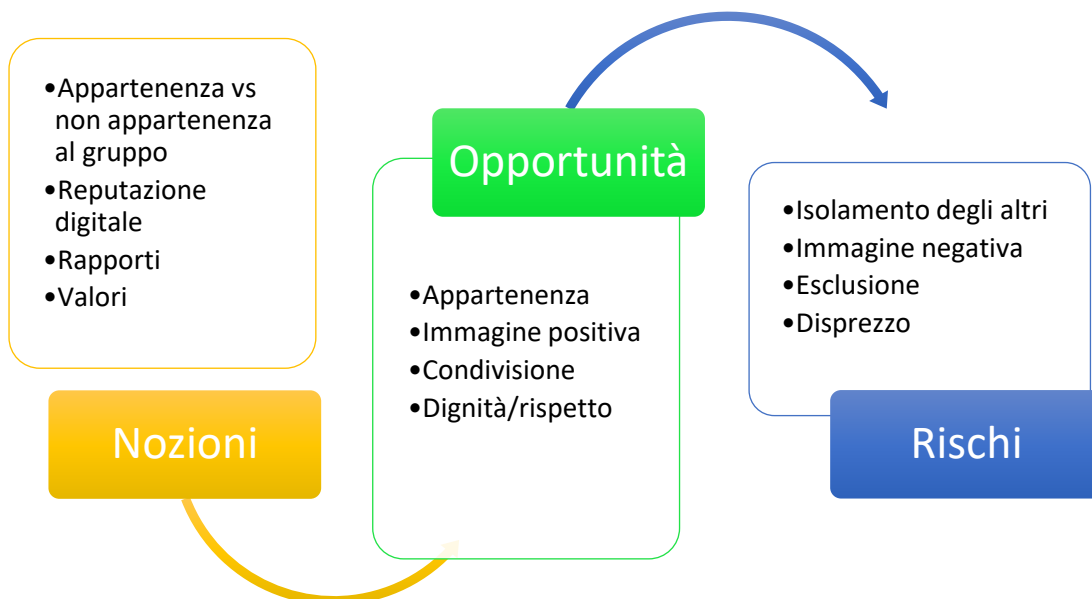 •Appartenenza vs
non appartenenza
al gruppo
•Reputazione
digitale
•Rapporti
•Valori
Nozioni
Opportunità
•Appartenenza
•Immagine positiva
•Condivisione
•Dignità/rispetto
•Isolamento degli altri
•Immagine negativa
•Esclusione
•Disprezzo
Rischi